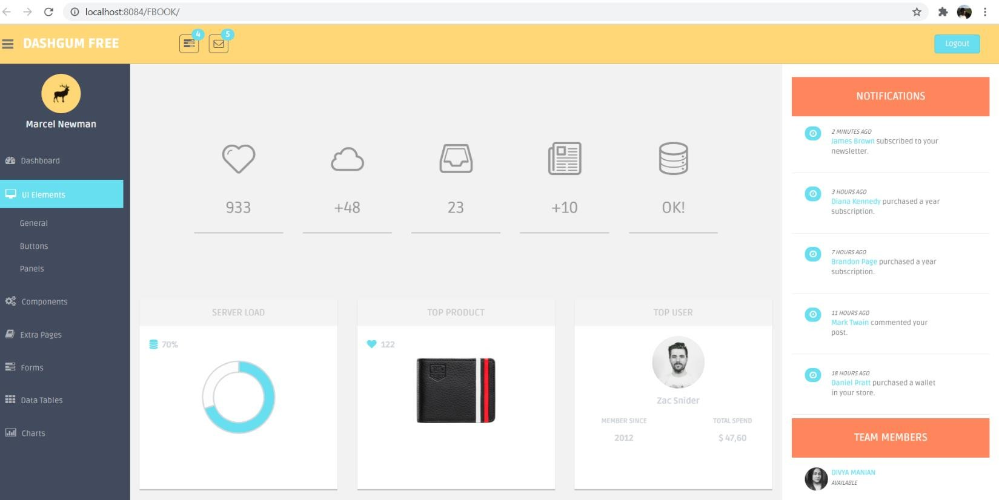 localhost:8084/FBOOK/
DASHGUM FREE
4
5
Logout
Marcel Newman
Dashboard
UI Elements
General
Buttons
Panels
Components
Extra Pages
Forms
Data Tables
Charts
933
+48
23
+10
OK!
SERVER LOAD
70%
TOP PRODUCT
122
TOP USER
Zac Snider
MEMBER SINCE
2012
TOTAL SPEND
$ 47,60
NOTIFICATIONS
2 MINUTES AGO
James Brown subscribed to your
newsletter.
3 HOURS AGO
Diana Kennedy purchased a year
subscription.
7 HOURS AGO
Brandon Page purchased a year
subscription.
11 HOURS AGO
Mark Twain commented your
post.
18 HOURS AGO
Daniel Pratt purchased a wallet
in your store.
TEAM MEMBERS
DIVYA MANIAN
AVAILABLE